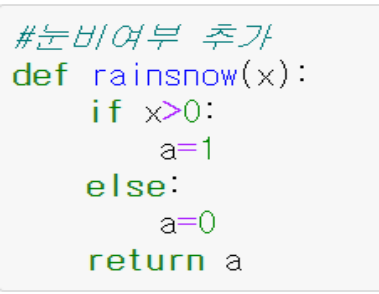 #눈비여부 추가
def rainsnow(x):
    if x>0:
        a=1
    else:
        a=0
    return a